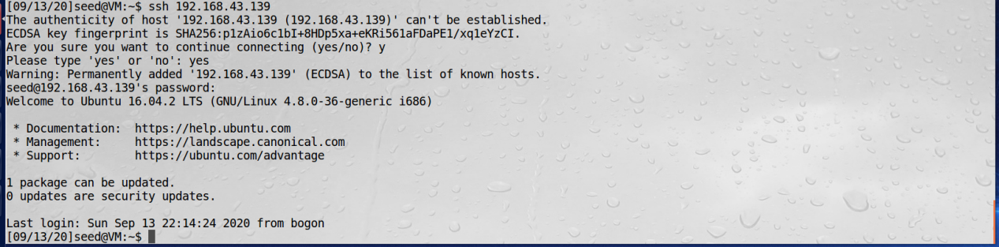 [09/13/20]seed@VM:~$ ssh 192.168.43.139
The authenticity of host '192.168.43.139 (192.168.43.139)' can't be established.
ECDSA key fingerprint is SHA256:p1zAio6c1bI+8HDp5xa+eKRi561aFDaPE1/xq1eYzCI.
Are you sure you want to continue connecting (yes/no)? y
Please type 'yes' or 'no': yes
Warning: Permanently added '192.168.43.139' (ECDSA) to the list of known hosts.
seed@192.168.43.139's password:
Welcome to Ubuntu 16.04.2 LTS (GNU/Linux 4.8.0-36-generic i686)
* Documentation:  https://help.ubuntu.com
* Management:     https://landscape.canonical.com
* Support:        https://ubuntu.com/advantage
1 package can be updated.
0 updates are security updates.
Last login: Sun Sep 13 22:14:24 2020 from bogon
[09/13/20]seed@VM:~$